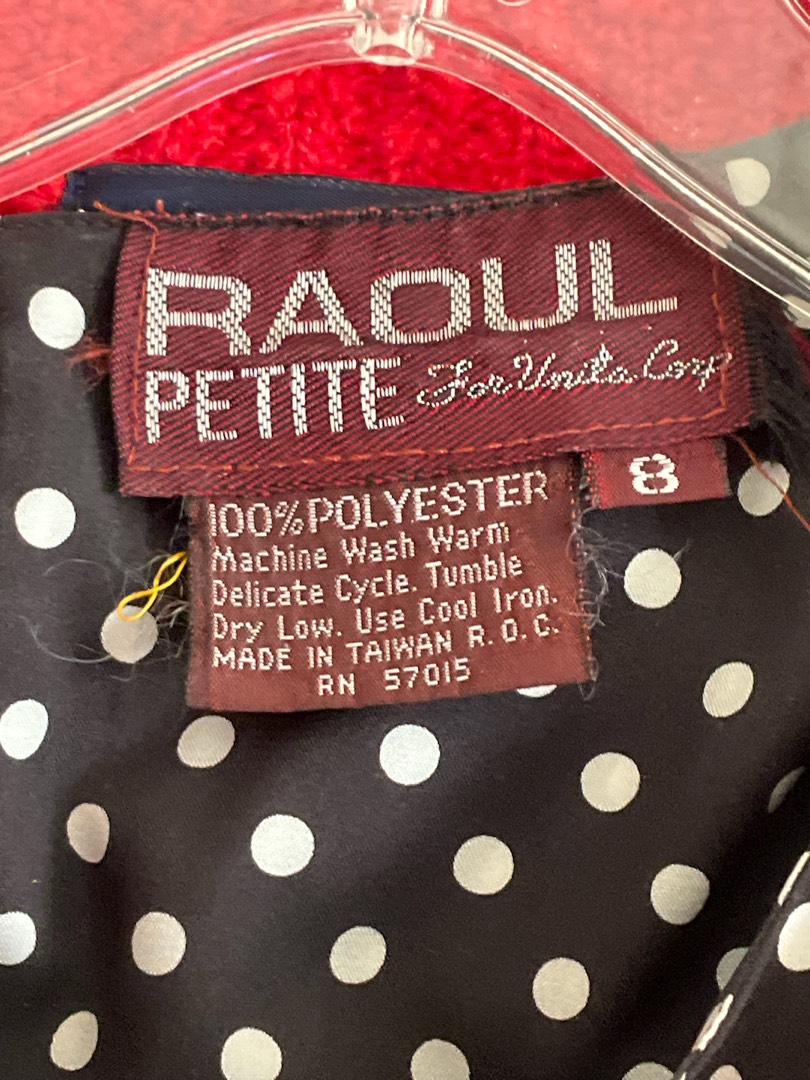 RAOUL
PETITE For Unita Corp
8
100% POLYESTER
Machine Wash Warm
Delicate Cycle. Tumble
Dry Low. Use Cool Iron.
MADE IN TAIWAN R.O.C.
RN 57015